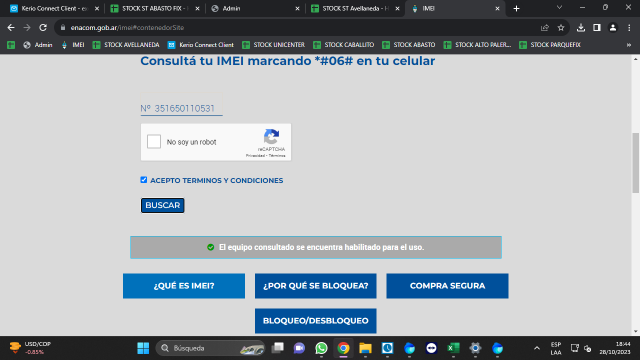 Kerio Connect Client - es
STOCK ST ABASTO FIX -
Admin
STOCK ST Avellaneda -
IMEI
enacom.gob.ar/imei#contenedorSite
Admin
IMEI
STOCK AVELLANEDA
Kerio Connect Client
STOCK UNICENTER
STOCK CABALLITO
STOCK ABASTO
STOCK ALTO PALER...
STOCK PARQUEFIX
Consultá tu IMEI marcando *#06# en tu celular
Nº 351650110531
No soy un robot
reCAPTCHA
Privacidad - Términos
ACEPTO TERMINOS Y CONDICIONES
BUSCAR
El equipo consultado se encuentra habilitado para el uso.
¿QUÉ ES IMEI?
¿POR QUÉ SE BLOQUEA?
COMPRA SEGURA
BLOQUEO/DESBLOQUEO
USD/COP
-0.85%
Búsqueda
ESP
LAA
18:44
28/10/2023